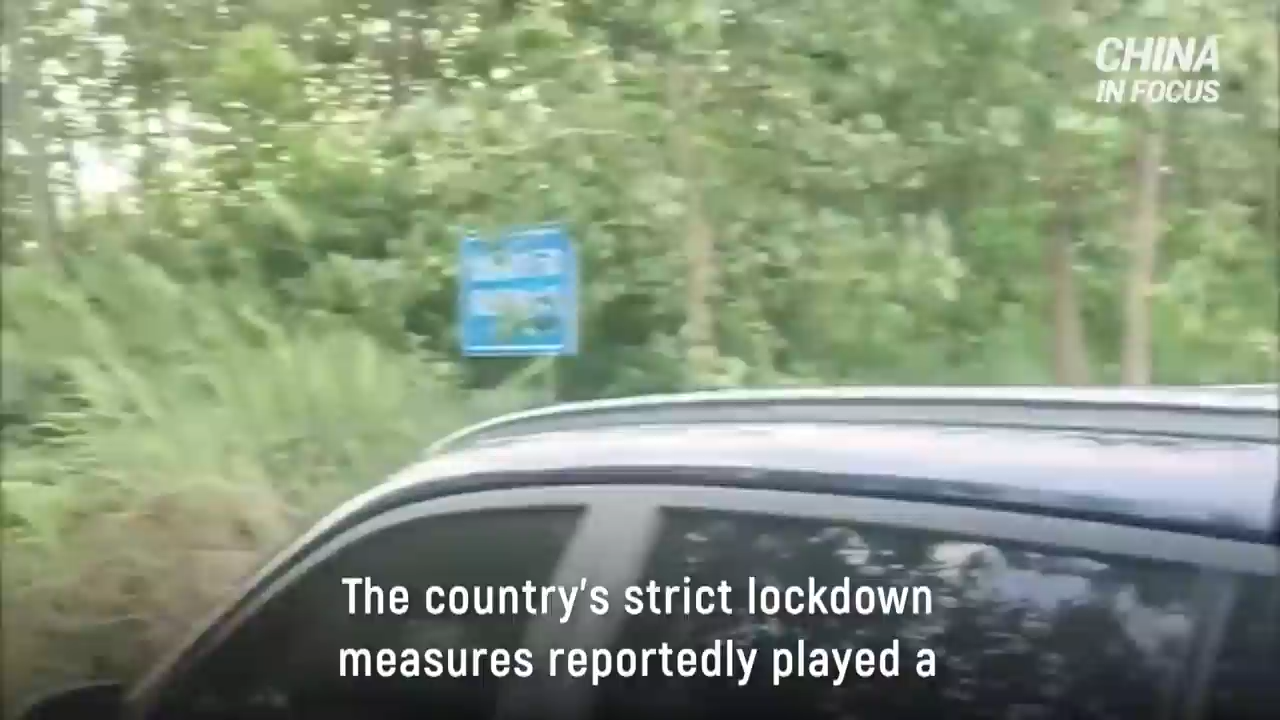 CHINA
IN FOCUS
The country's strict lockdown
measures reportedly played a